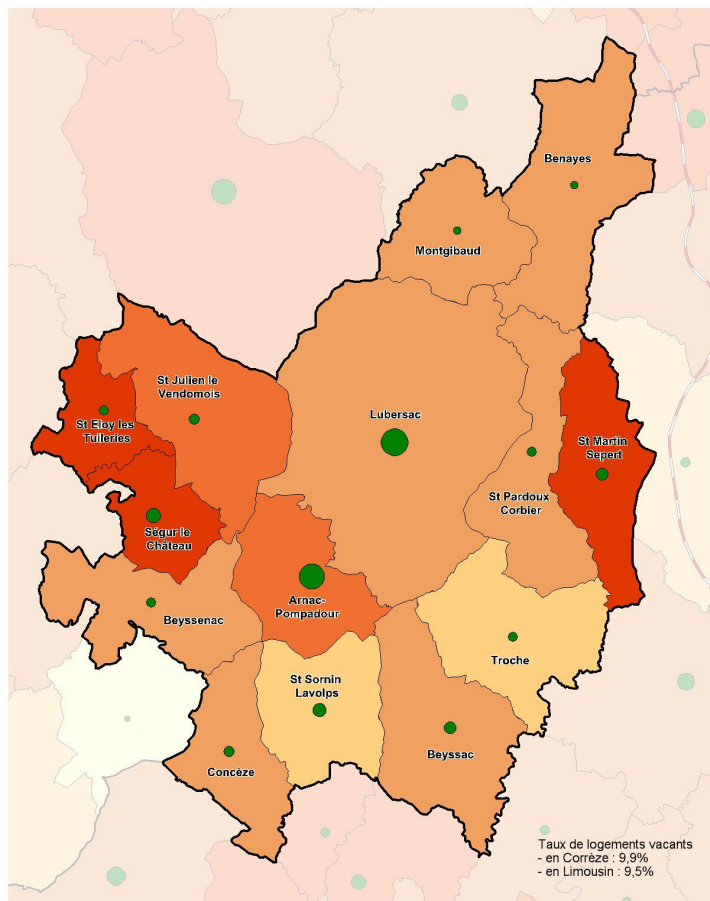 Benayes
Montgibaud
St Julien le
Vendomois
Lubersac
St Eloy les
Tuileries
St Martin
Sepert
St Pardoux
Corbier
Ségur le
Château
Arnac-
Pompadour
Beyssenac
Troche
St Sornin
Lavolps
Beyssac
Concèze
Taux de logements vacants
- en Corrèze : 9,9%
- en Limousin : 9,5%